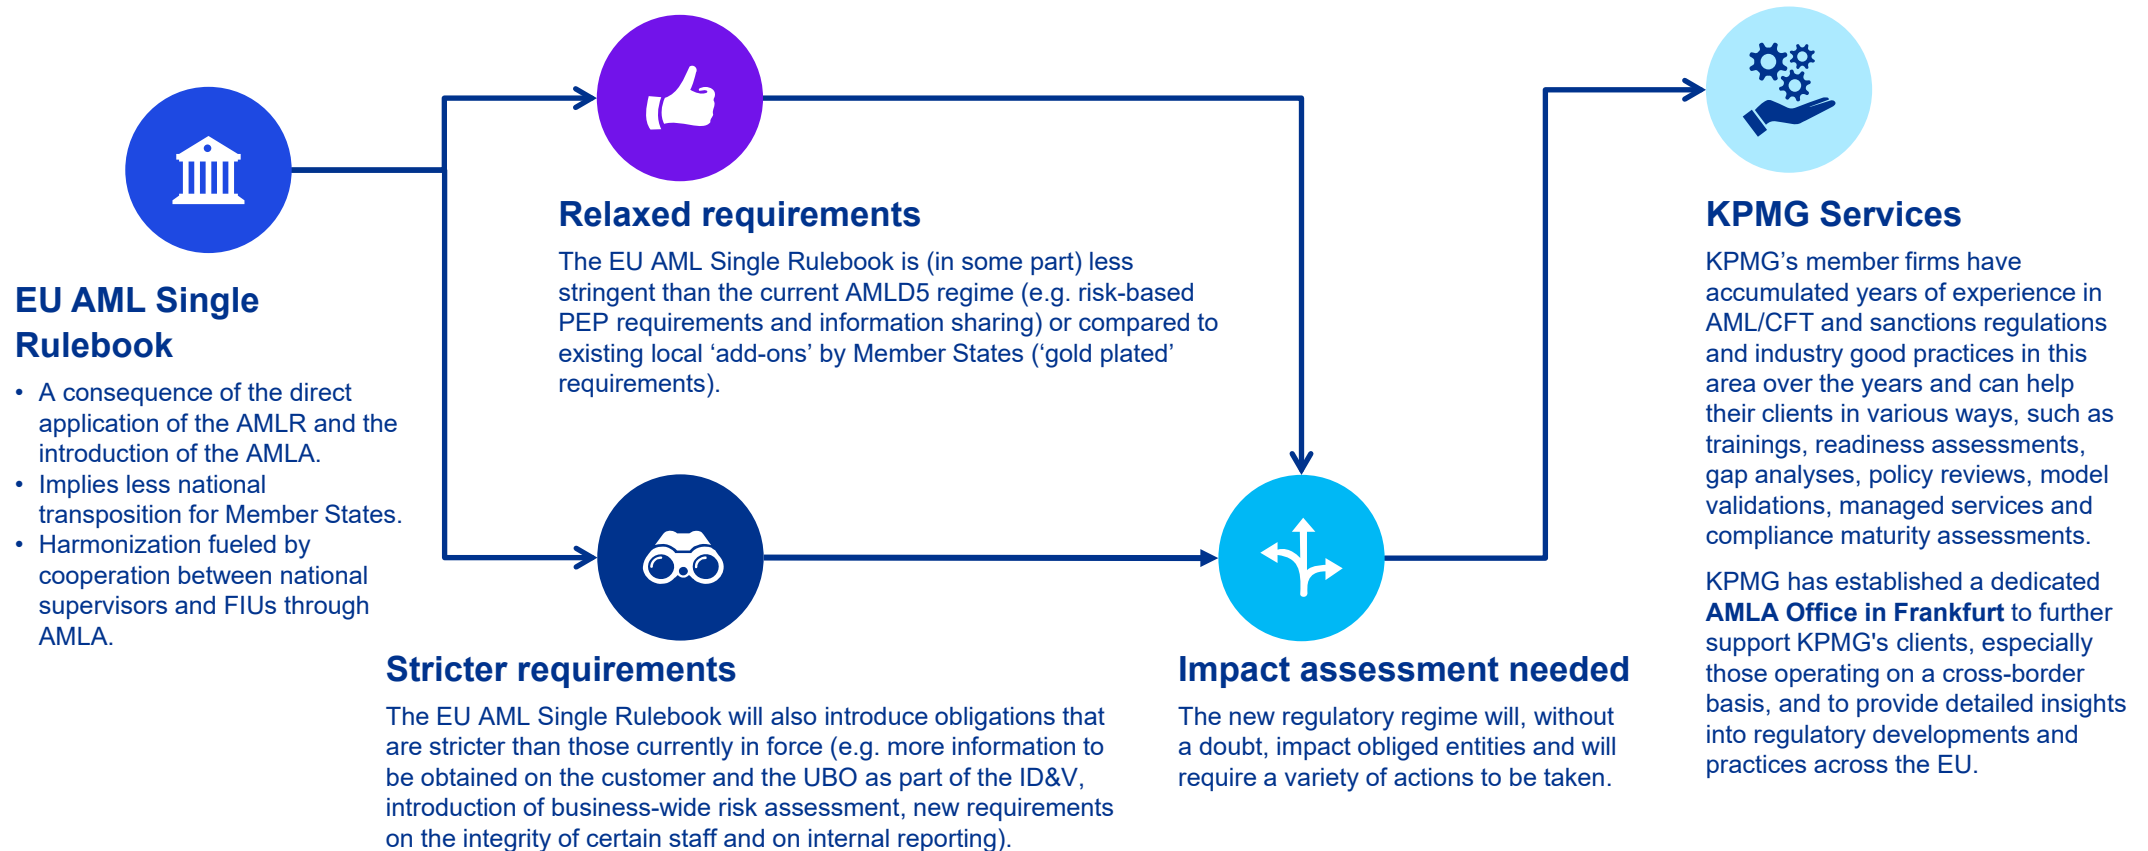 EU AML Single
Rulebook
• A consequence of the direct
application of the AMLR and the
introduction of the AMLA.
• Implies less national
transposition for Member States.
• Harmonization fueled by
cooperation between national
supervisors and FIUs through
AMLA.
Relaxed requirements
The EU AML Single Rulebook is (in some part) less
stringent than the current AMLD5 regime (e.g. risk-based
PEP requirements and information sharing) or compared to
existing local ‘add-ons’ by Member States (‘gold plated’
requirements).
Stricter requirements
The EU AML Single Rulebook will also introduce obligations that
are stricter than those currently in force (e.g. more information to
be obtained on the customer and the UBO as part of the ID&V,
introduction of business-wide risk assessment, new requirements
on the integrity of certain staff and on internal reporting).
Impact assessment needed
The new regulatory regime will, without
a doubt, impact obliged entities and will
require a variety of actions to be taken.
KPMG Services
KPMG’s member firms have
accumulated years of experience in
AML/CFT and sanctions regulations
and industry good practices in this
area over the years and can help
their clients in various ways, such as
trainings, readiness assessments,
gap analyses, policy reviews, model
validations, managed services and
compliance maturity assessments.
KPMG has established a dedicated
AMLA Office in Frankfurt to further
support KPMG's clients, especially
those operating on a cross-border
basis, and to provide detailed insights
into regulatory developments and
practices across the EU.